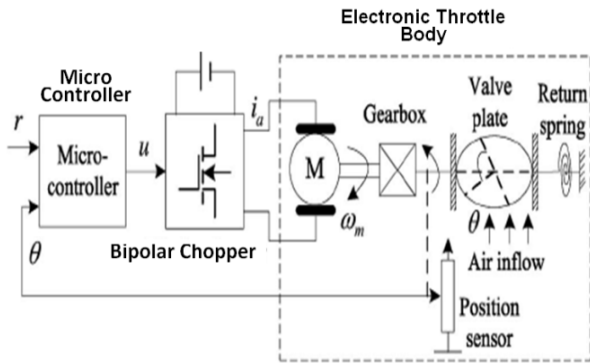 Electronic Throttle
Body
Micro
Controller
r
Micro-
controller
θ
u
Bipolar Chopper
i_a
M
ω_m
Gearbox
Valve
plate
Return
spring
θ
Air inflow
Position
sensor